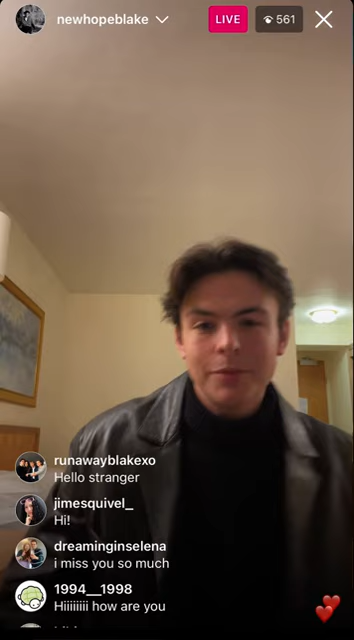 newhopeblake
LIVE
561
runawayblakexo
Hello stranger
jimesquivel_
Hi!
dreaminginselena
i miss you so much
1994__1998
Hiiiiiiii how are you